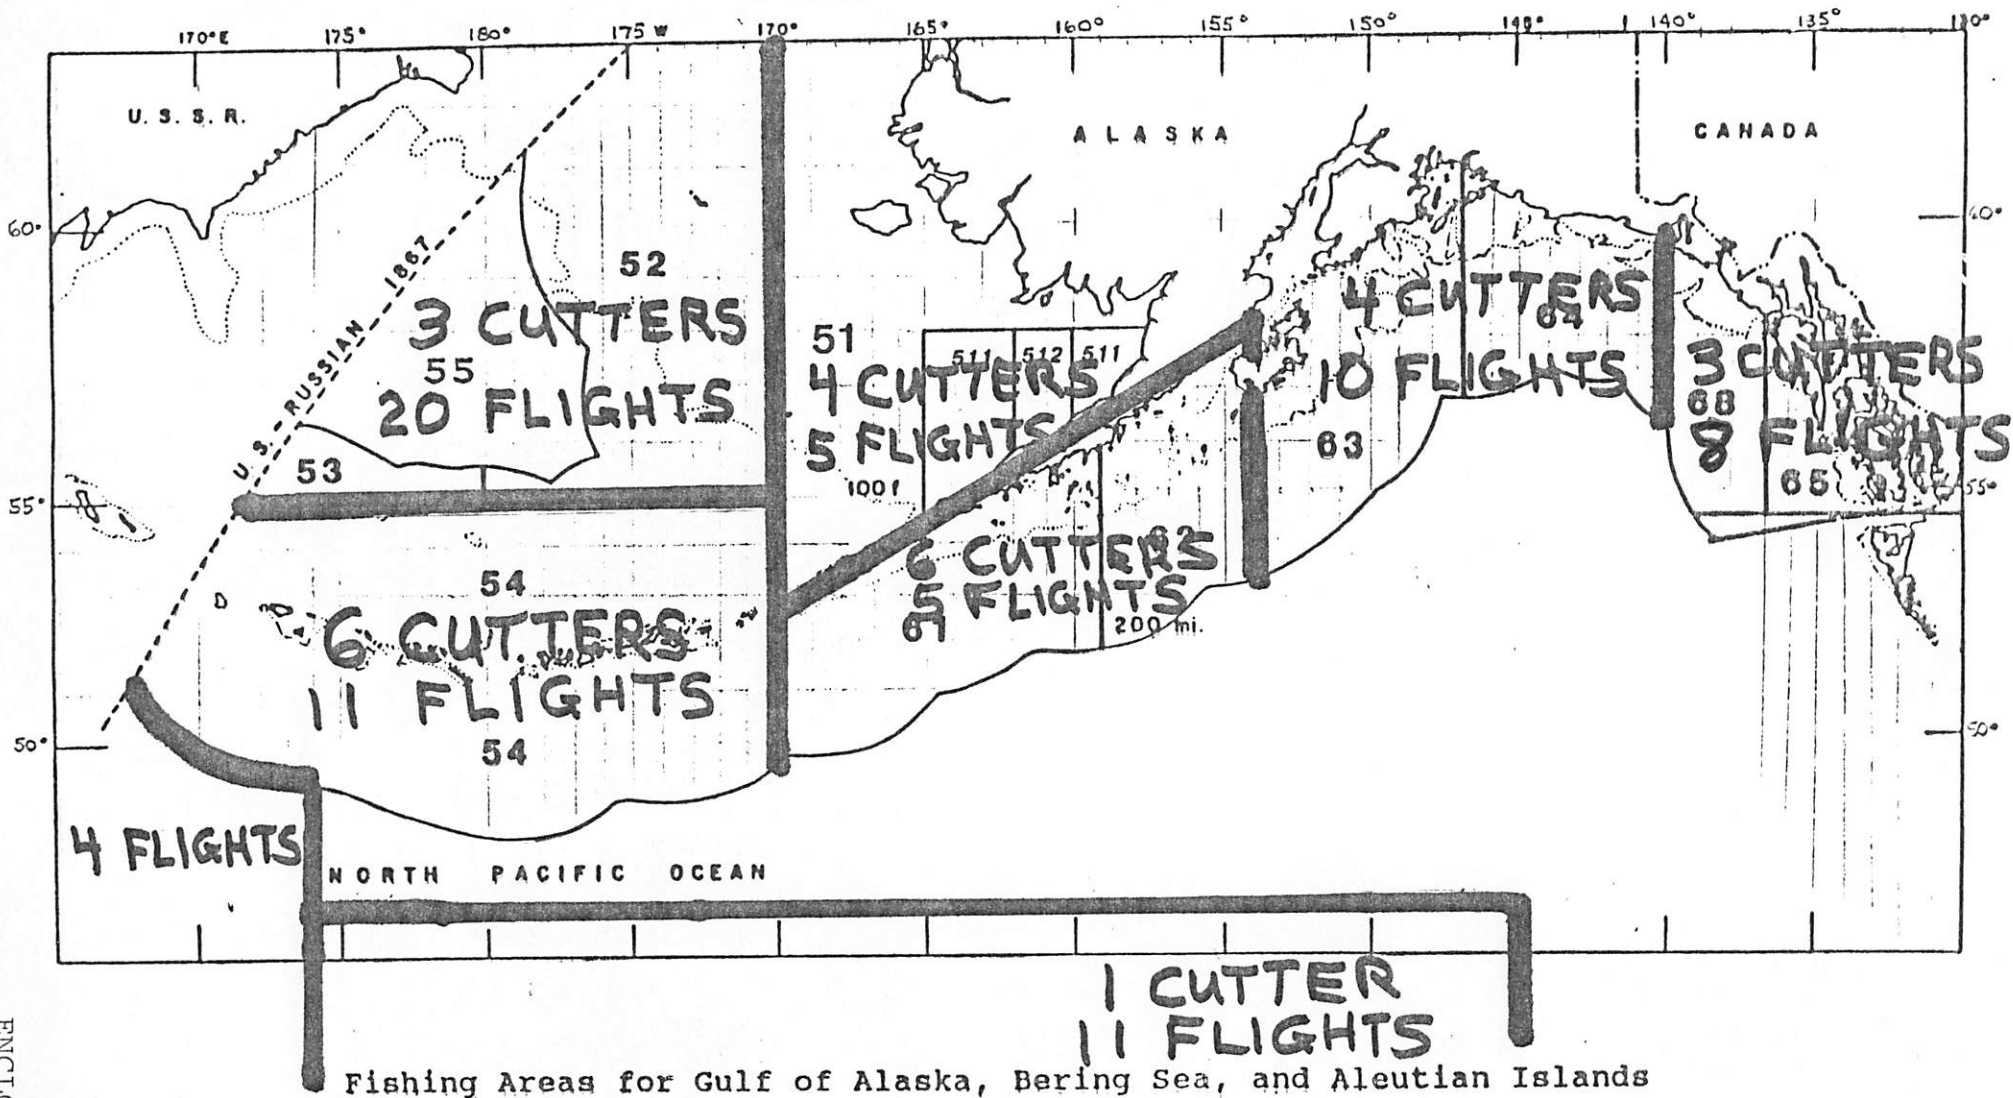 170°E 175° 180° 175 W 170° 165° 160° 155° 150° 140° 135° 130°
U. S. S. R.
ALASKA
CANADA
60° 60°
U.S. - RUSSIAN 1867
52
3 CUTTERS
55
20 FLIGHTS
53
51
511 512 511
4 CUTTERS
5 FLIGHTS
100f
4 CUTTERS
10 FLIGHTS
63
3 CUTTERS
68
8 FLIGHTS
65
55° 55°
54
6 CUTTERS
11 FLIGHTS
54
6 CUTTERS
5 FLIGHTS
61
200 mi.
50° 50°
4 FLIGHTS
NORTH PACIFIC OCEAN
1 CUTTER
11 FLIGHTS
Fishing Areas for Gulf of Alaska, Bering Sea, and Aleutian Islands